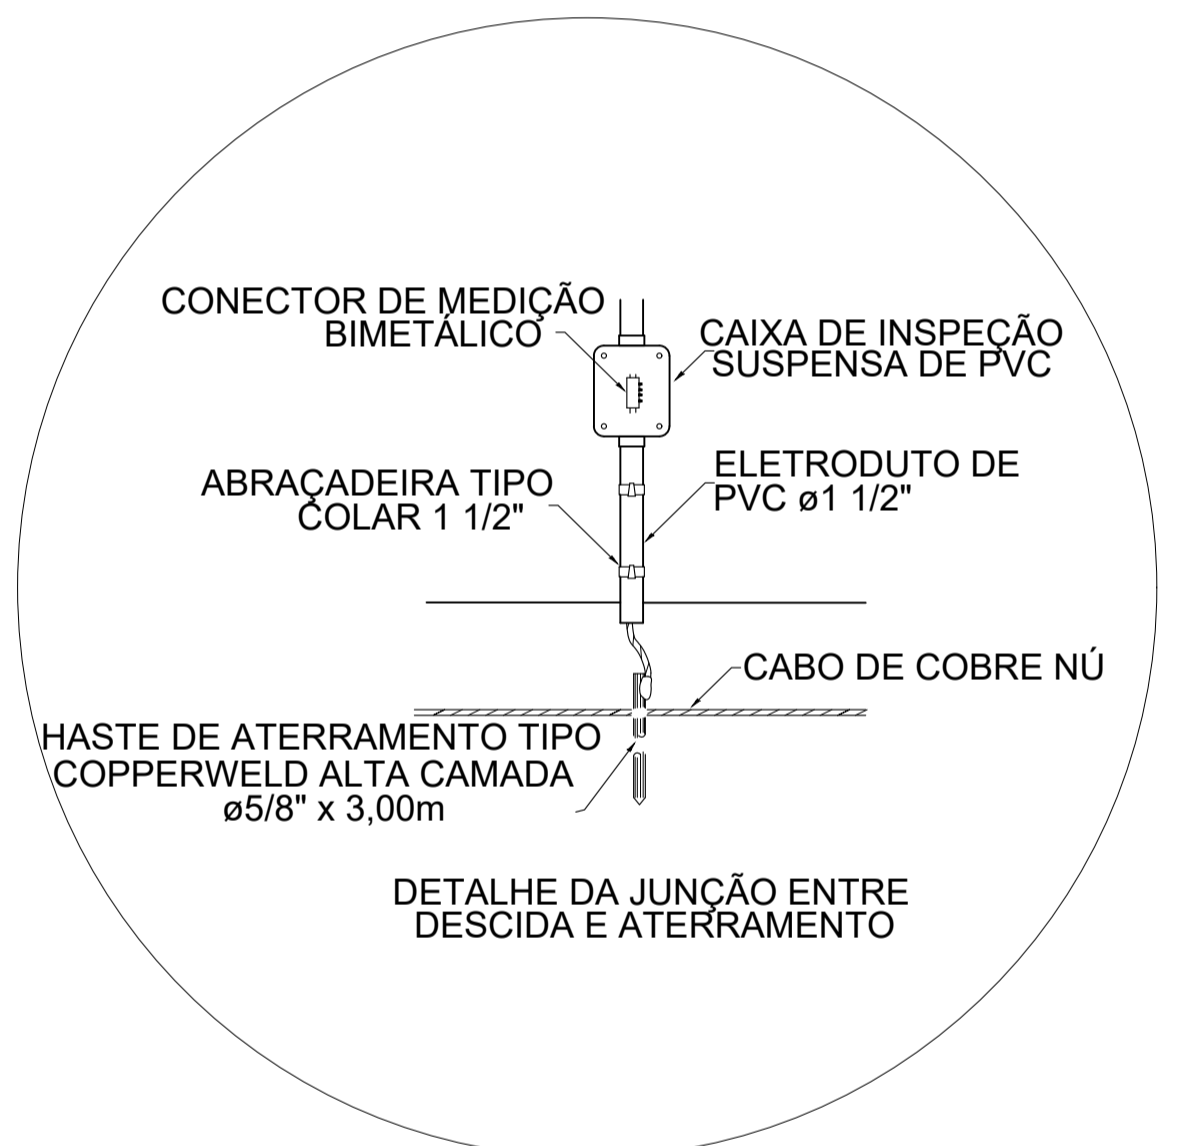 CONECTOR DE MEDIÇÃO
BIMETÁLICO
CAIXA DE INSPEÇÃO
SUSPENSA DE PVC
ABRAÇADEIRA TIPO
COLAR 1 1/2"
ELETRODUTO DE
PVC ø1 1/2"
CABO DE COBRE NÚ
HASTE DE ATERRAMENTO TIPO
COPPERWELD ALTA CAMADA
ø5/8" x 3,00m
DETALHE DA JUNÇÃO ENTRE
DESCIDA E ATERRAMENTO